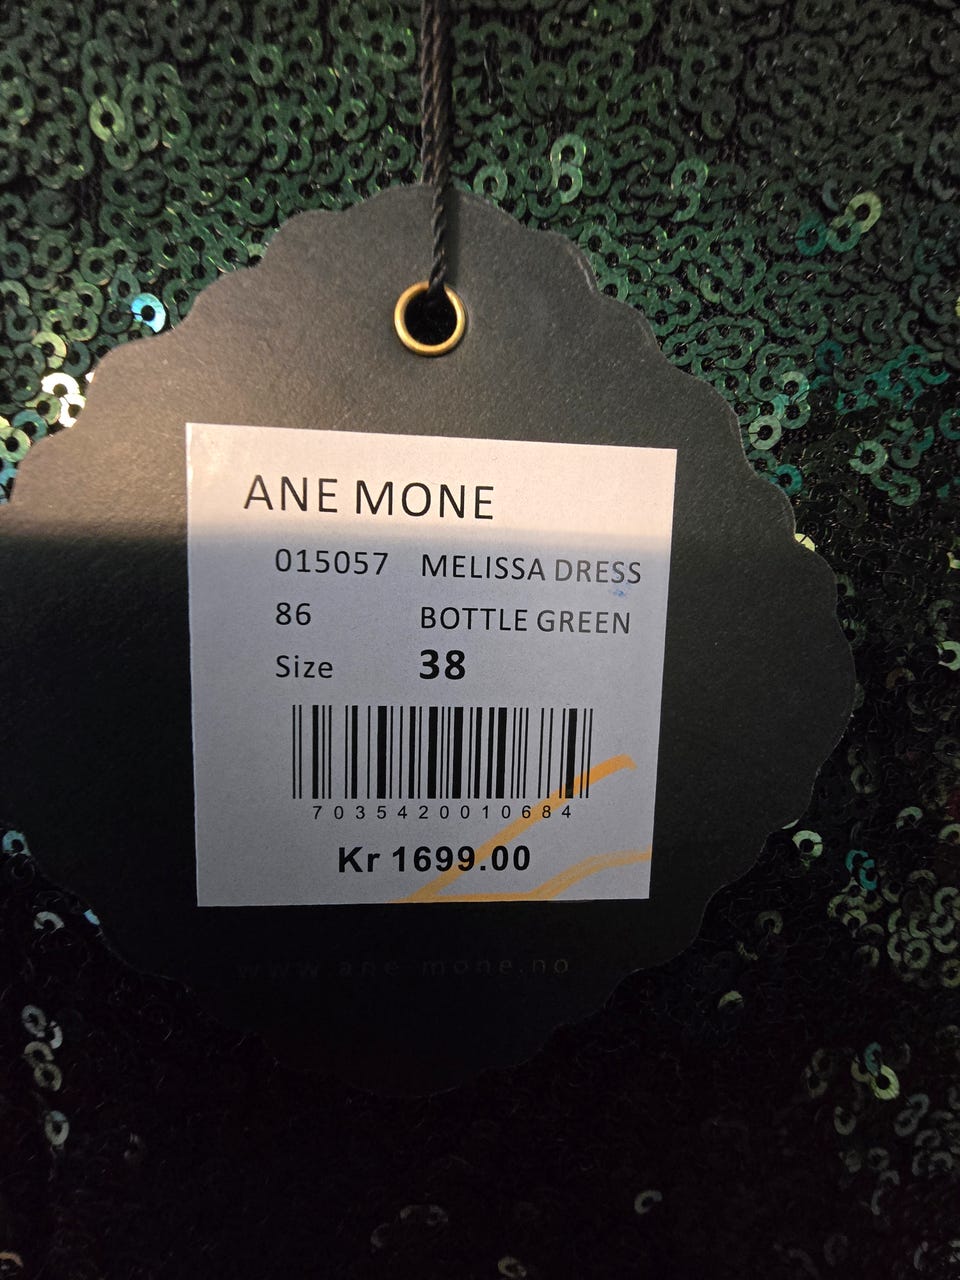 ANE MONE
015057 MELISSA DRESS
86 BOTTLE GREEN
Size 38
7035420010684
Kr 1699.00
www.ane-mone.no